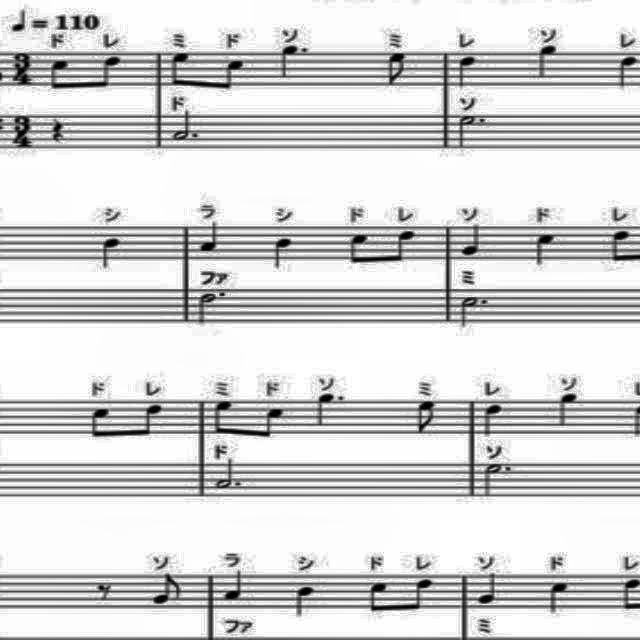 ♩= 110
ド レ ミ ド ソ ミ レ ソ レ
3/4
ド ソ
3/4
シ ラ シ ド レ ソ ド レ
ファ ミ
ド レ ミ ド ソ ミ レ ソ
ド ソ
ソ ラ シ ド レ ソ ド レ
ファ ミ